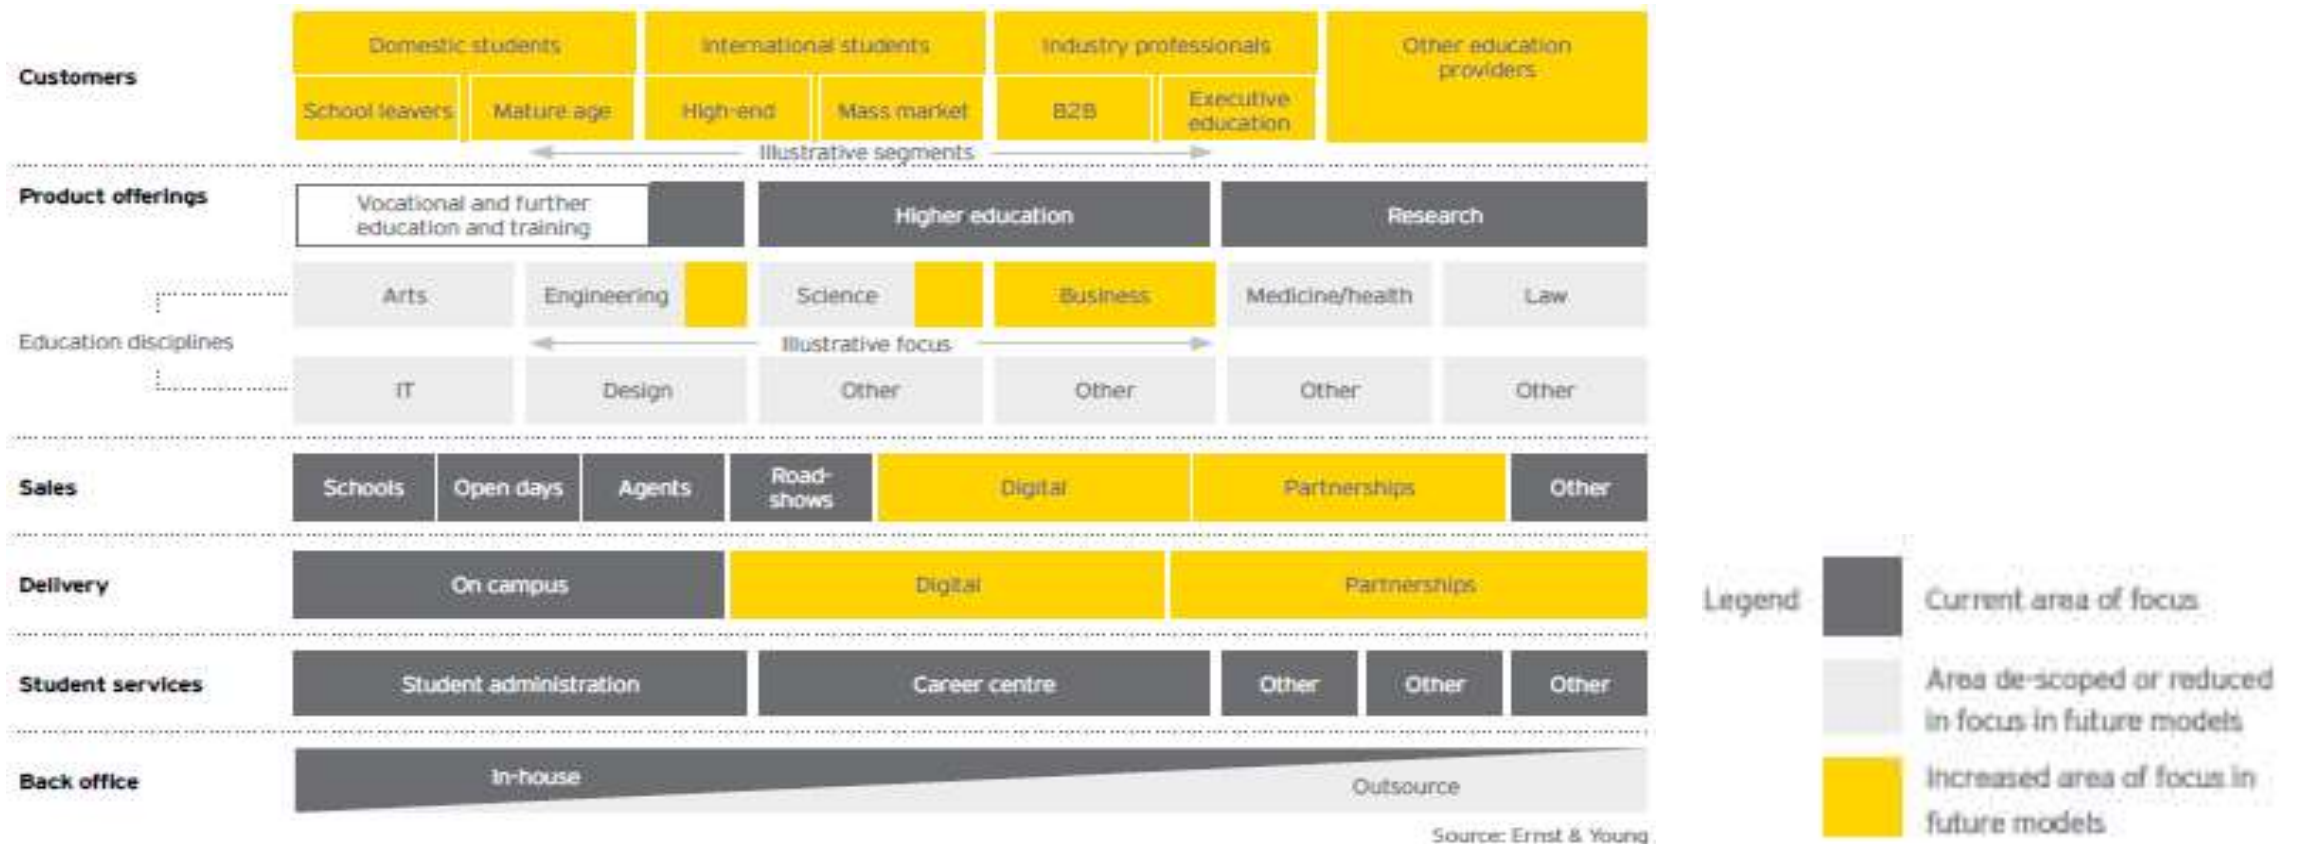 Domestic students
International students
Industry professionals
Other education
providers
Customers
School leavers
Mature age
High-end
Mass market
B2B
Executive
education
Illustrative segments
Product offerings
Vocational and further
education and training
Higher education
Research
Arts
Engineering
Science
Business
Medicine/health
Law
Education disciplines
Illustrative focus
IT
Design
Other
Other
Other
Other
Sales
Schools
Open days
Agents
Road-
shows
Digital
Partnerships
Other
Delivery
On campus
Digital
Partnerships
Student services
Student administration
Career centre
Other
Other
Other
Back office
In-house
Outsource
Source: Ernst & Young
Legend
Current area of focus
Area de-scoped or reduced
in focus in future models
Increased area of focus in
future models